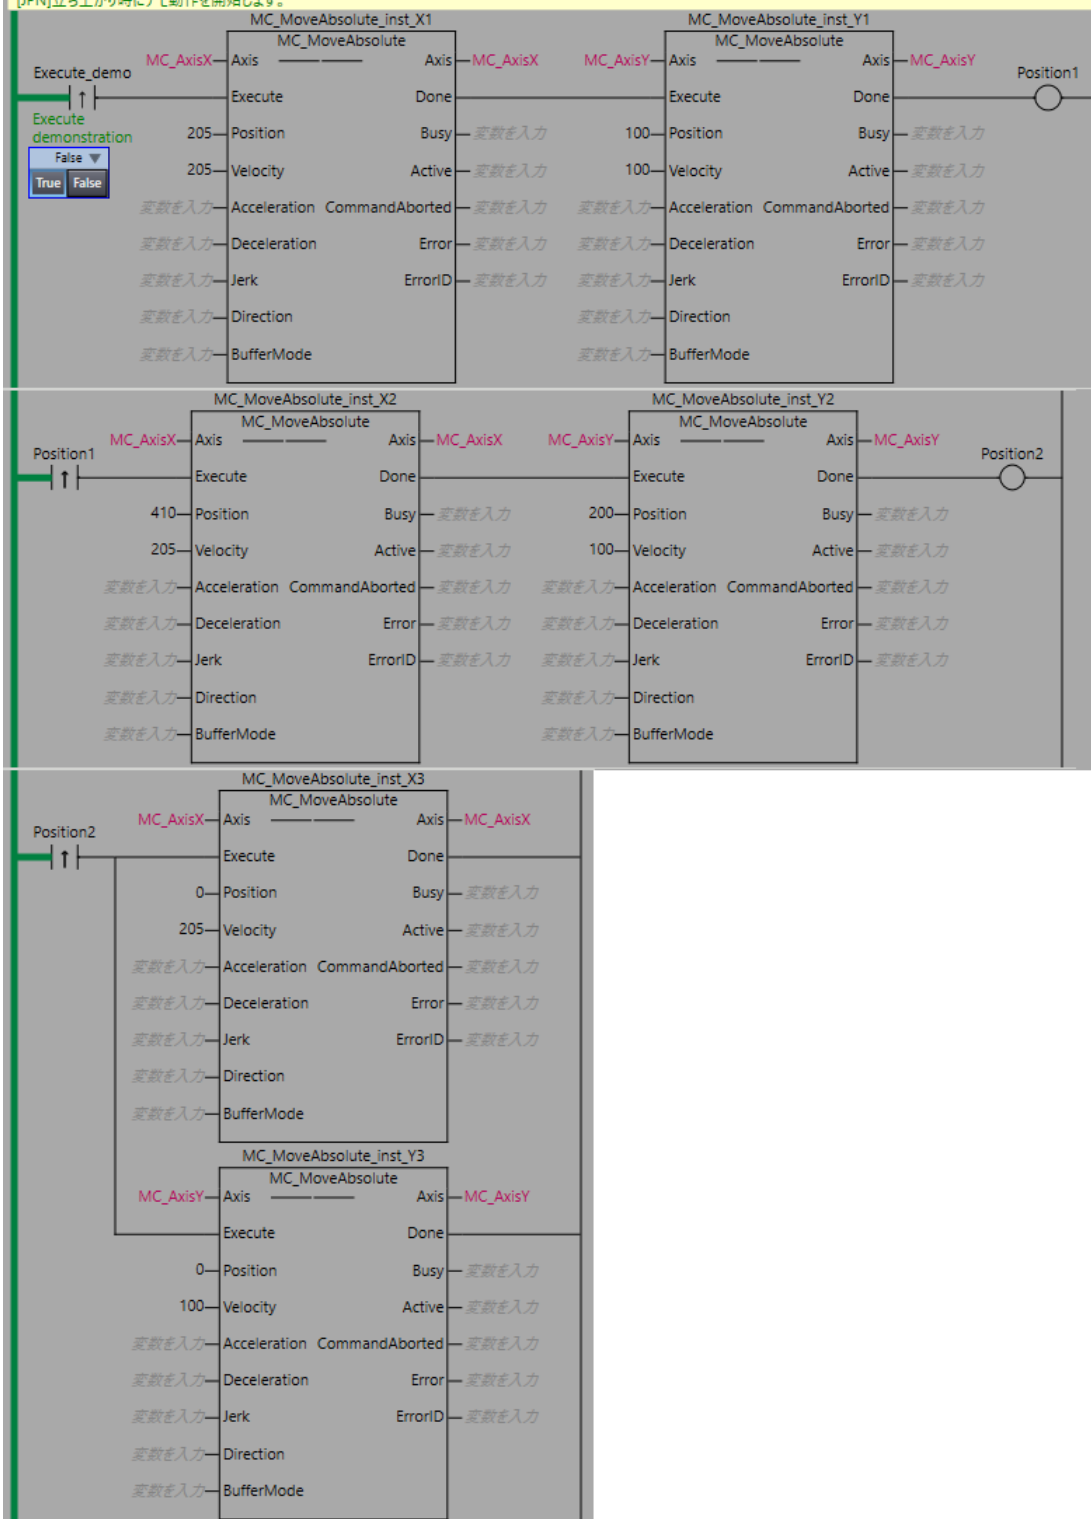 [JPN]立ち上がり時にデモ動作を開始します。
MC_MoveAbsolute_inst_X1 MC_MoveAbsolute_inst_Y1
MC_MoveAbsolute MC_MoveAbsolute
MC_AxisX Axis Axis MC_AxisX MC_AxisY Axis Axis MC_AxisY
Execute_demo Position1
Execute Done Execute Done
Execute
demonstration
205 Position Busy 変数を入力 100 Position Busy 変数を入力
False
205 Velocity Active 変数を入力 100 Velocity Active 変数を入力
True False
変数を入力 Acceleration CommandAborted 変数を入力 変数を入力 Acceleration CommandAborted 変数を入力
変数を入力 Deceleration Error 変数を入力 変数を入力 Deceleration Error 変数を入力
変数を入力 Jerk ErrorID 変数を入力 変数を入力 Jerk ErrorID 変数を入力
変数を入力 Direction 変数を入力 Direction
変数を入力 BufferMode 変数を入力 BufferMode
MC_MoveAbsolute_inst_X2 MC_MoveAbsolute_inst_Y2
MC_MoveAbsolute MC_MoveAbsolute
MC_AxisX Axis Axis MC_AxisX MC_AxisY Axis Axis MC_AxisY
Position1 Position2
Execute Done Execute Done
410 Position Busy 変数を入力 200 Position Busy 変数を入力
205 Velocity Active 変数を入力 100 Velocity Active 変数を入力
変数を入力 Acceleration CommandAborted 変数を入力 変数を入力 Acceleration CommandAborted 変数を入力
変数を入力 Deceleration Error 変数を入力 変数を入力 Deceleration Error 変数を入力
変数を入力 Jerk ErrorID 変数を入力 変数を入力 Jerk ErrorID 変数を入力
変数を入力 Direction 変数を入力 Direction
変数を入力 BufferMode 変数を入力 BufferMode
MC_MoveAbsolute_inst_X3
MC_MoveAbsolute
MC_AxisX Axis Axis MC_AxisX
Position2
Execute Done
0 Position Busy 変数を入力
205 Velocity Active 変数を入力
変数を入力 Acceleration CommandAborted 変数を入力
変数を入力 Deceleration Error 変数を入力
変数を入力 Jerk ErrorID 変数を入力
変数を入力 Direction
変数を入力 BufferMode
MC_MoveAbsolute_inst_Y3
MC_MoveAbsolute
MC_AxisY Axis Axis MC_AxisY
Execute Done
0 Position Busy 変数を入力
100 Velocity Active 変数を入力
変数を入力 Acceleration CommandAborted 変数を入力
変数を入力 Deceleration Error 変数を入力
変数を入力 Jerk ErrorID 変数を入力
変数を入力 Direction
変数を入力 BufferMode